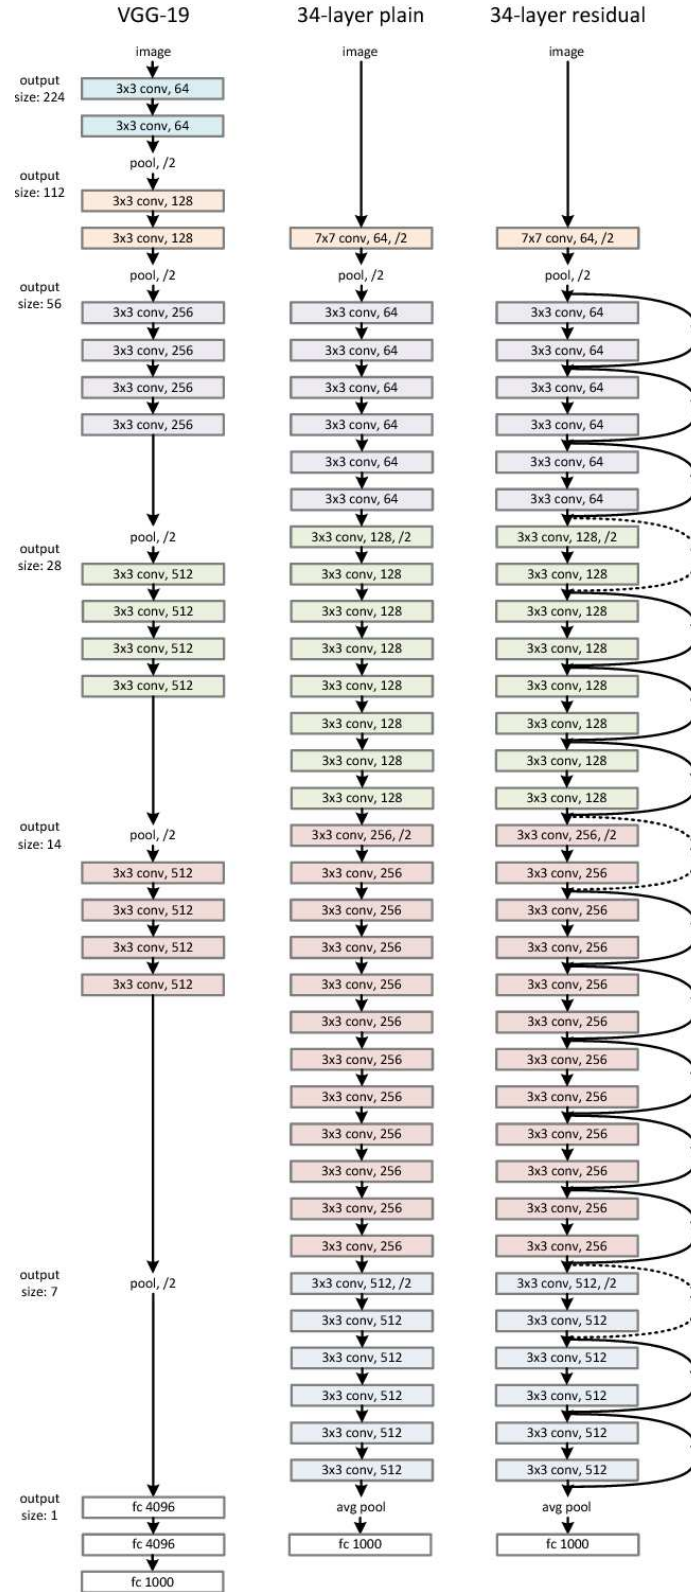 output
size: 224
output
size: 112
output
size: 56
output
size: 28
output
size: 14
output
size: 7
output
size: 1
VGG-19
image
3x3 conv, 64
3x3 conv, 64
pool, /2
3x3 conv, 128
3x3 conv, 128
pool, /2
3x3 conv, 256
3x3 conv, 256
3x3 conv, 256
3x3 conv, 256
pool, /2
3x3 conv, 512
3x3 conv, 512
3x3 conv, 512
3x3 conv, 512
pool, /2
3x3 conv, 512
3x3 conv, 512
3x3 conv, 512
3x3 conv, 512
pool, /2
fc 4096
fc 4096
fc 1000
34-layer plain
image
7x7 conv, 64, /2
pool, /2
3x3 conv, 64
3x3 conv, 64
3x3 conv, 64
3x3 conv, 64
3x3 conv, 64
3x3 conv, 64
3x3 conv, 128, /2
3x3 conv, 128
3x3 conv, 128
3x3 conv, 128
3x3 conv, 128
3x3 conv, 128
3x3 conv, 128
3x3 conv, 128
3x3 conv, 256, /2
3x3 conv, 256
3x3 conv, 256
3x3 conv, 256
3x3 conv, 256
3x3 conv, 256
3x3 conv, 256
3x3 conv, 256
3x3 conv, 256
3x3 conv, 256
3x3 conv, 256
3x3 conv, 256
3x3 conv, 512, /2
3x3 conv, 512
3x3 conv, 512
3x3 conv, 512
3x3 conv, 512
3x3 conv, 512
avg pool
fc 1000
34-layer residual
image
7x7 conv, 64, /2
pool, /2
3x3 conv, 64
3x3 conv, 64
3x3 conv, 64
3x3 conv, 64
3x3 conv, 64
3x3 conv, 64
3x3 conv, 128, /2
3x3 conv, 128
3x3 conv, 128
3x3 conv, 128
3x3 conv, 128
3x3 conv, 128
3x3 conv, 128
3x3 conv, 128
3x3 conv, 256, /2
3x3 conv, 256
3x3 conv, 256
3x3 conv, 256
3x3 conv, 256
3x3 conv, 256
3x3 conv, 256
3x3 conv, 256
3x3 conv, 256
3x3 conv, 256
3x3 conv, 256
3x3 conv, 256
3x3 conv, 512, /2
3x3 conv, 512
3x3 conv, 512
3x3 conv, 512
3x3 conv, 512
3x3 conv, 512
avg pool
fc 1000